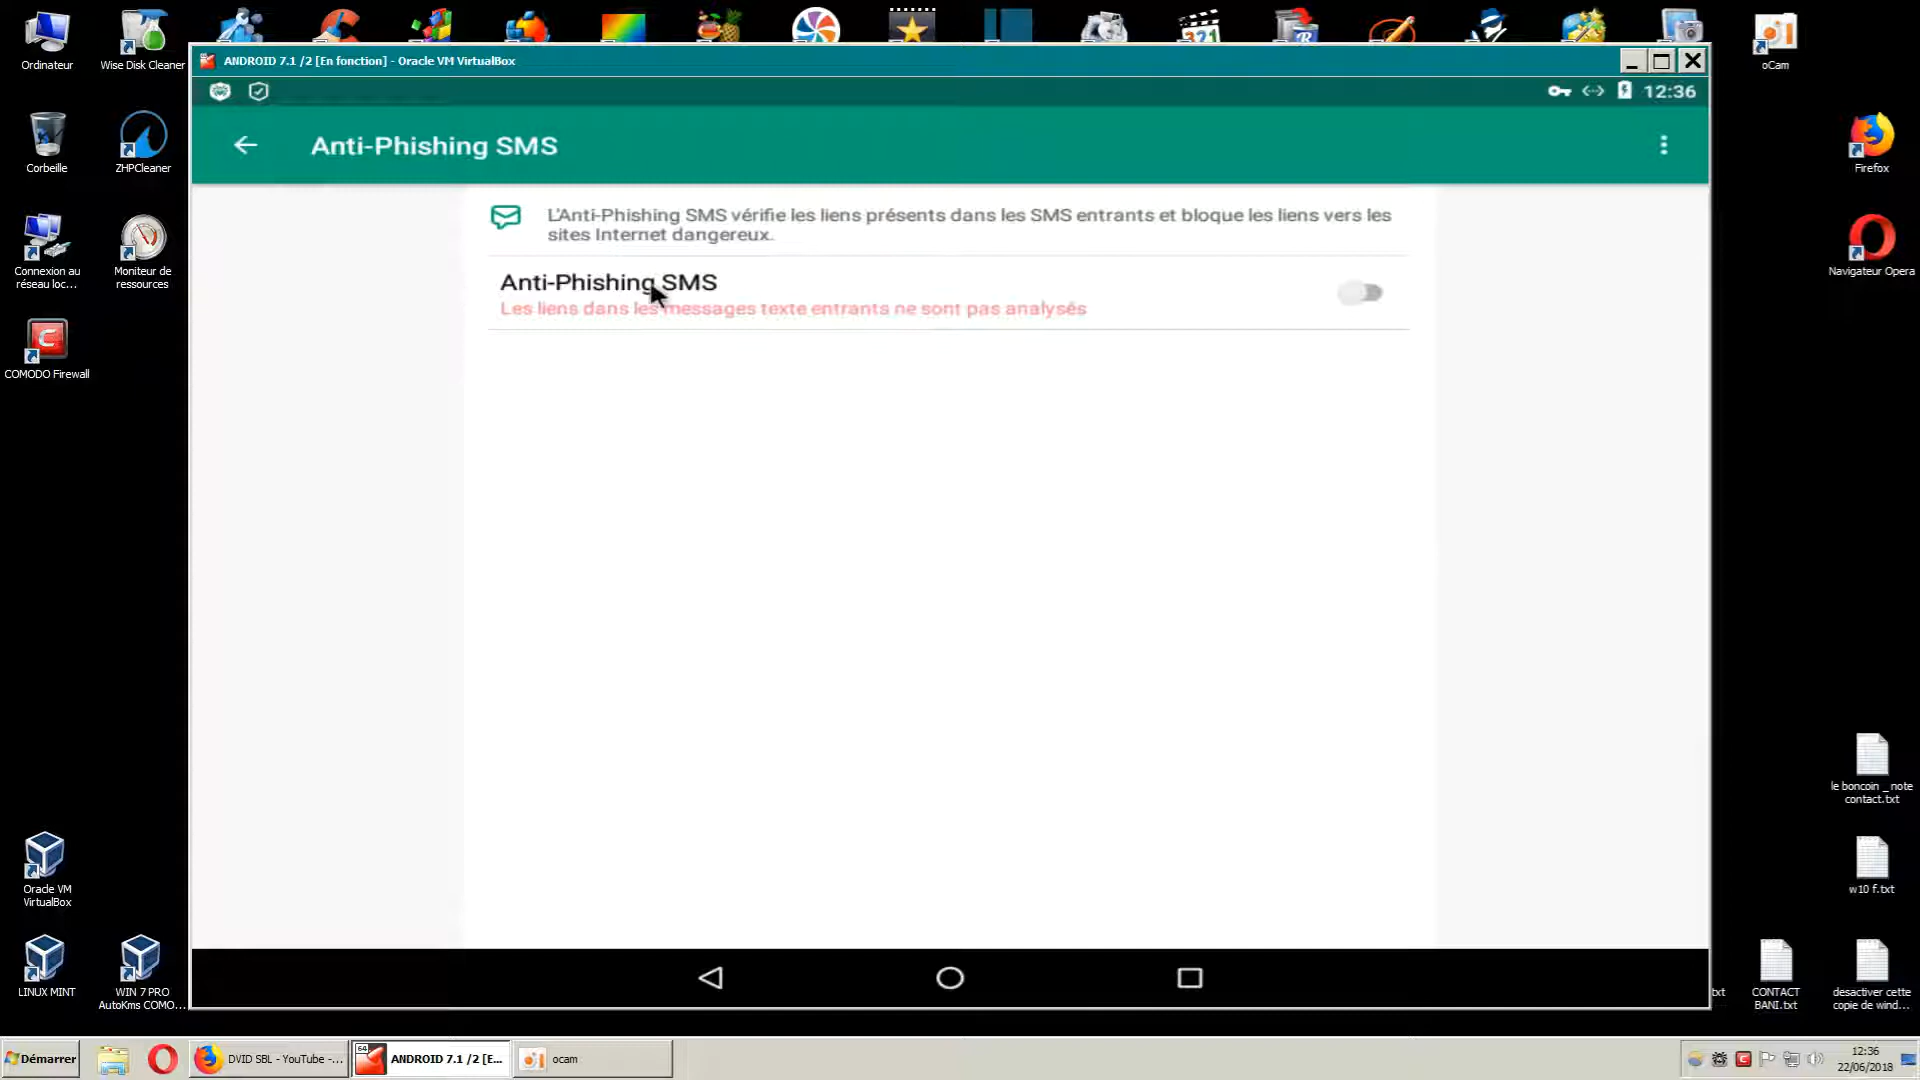 Ordinateur
Wise Disk Cleaner
321
R
oCam
ANDROID 7.1 /2 [En fonction] - Oracle VM VirtualBox
12:36
Anti-Phishing SMS
L'Anti-Phishing SMS vérifie les liens présents dans les SMS entrants et bloque les liens vers les
sites Internet dangereux.
Anti-Phishing SMS
Les liens dans les messages texte entrants ne sont pas analysés
Corbeille
ZHPCleaner
Firefox
Connexion au
réseau loc...
Moniteur de
ressources
Navigateur Opera
COMODO Firewall
le boncoin _ note
contact.txt
Oracle VM
VirtualBox
w10 f.txt
LINUX MINT
WIN 7 PRO
AutoKms COMO...
txt
CONTACT
BANI.txt
desactiver cette
copie de wind...
Démarrer
DVID SBL - YouTube -...
64
ANDROID 7.1 /2 [E...
ocam
12:36
22/06/2018